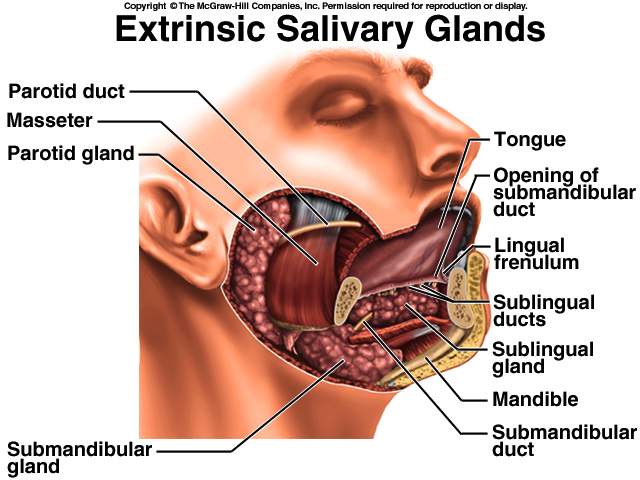 Copyright © The McGraw-Hill Companies, Inc. Permission required for reproduction or display.
Extrinsic Salivary Glands
Parotid duct
Masseter
Parotid gland
Submandibular
gland
Tongue
Opening of
submandibular
duct
Lingual
frenulum
Sublingual
ducts
Sublingual
gland
Mandible
Submandibular
duct